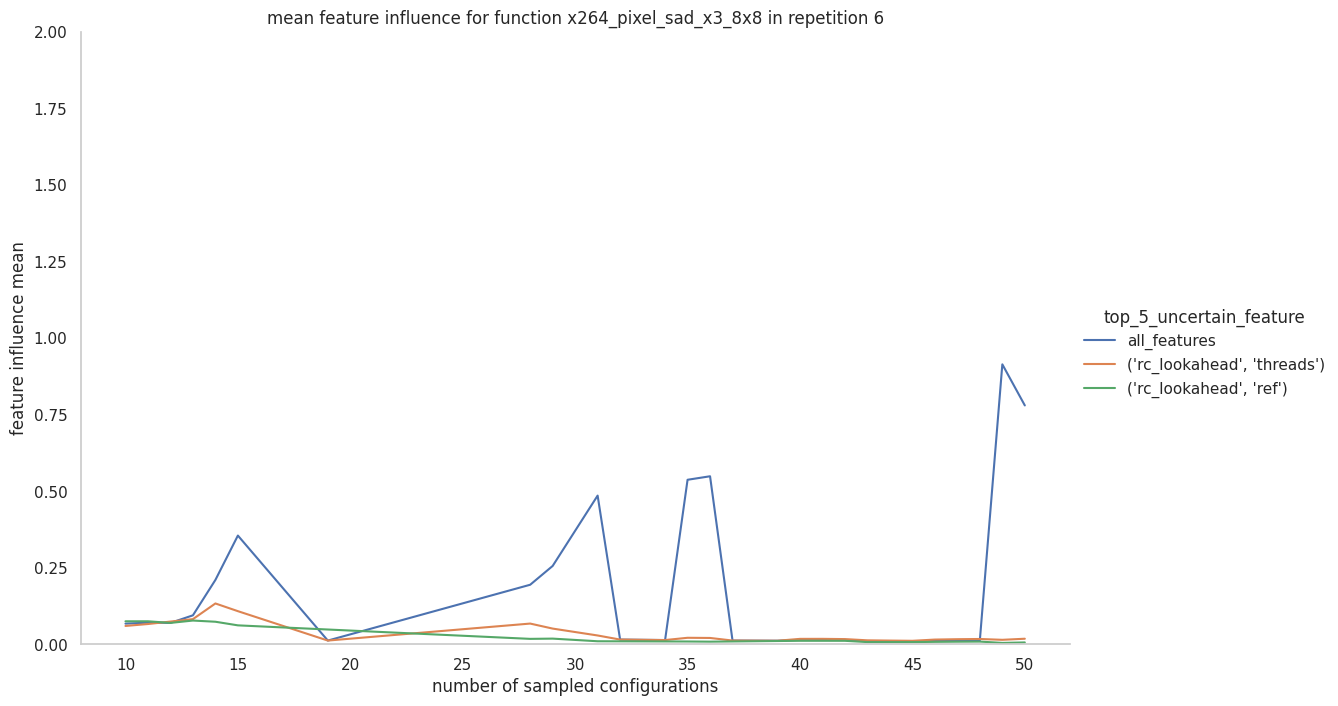 mean feature influence for function x264_pixel_sad_x3_8x8 in repetition 6
2.00
1.75
1.50
1.25
1.00
0.75
0.50
0.25
0.00
feature influence mean
10 15 20 25 30 35 40 45 50
number of sampled configurations
top_5_uncertain_feature
all_features
('rc_lookahead', 'threads')
('rc_lookahead', 'ref')